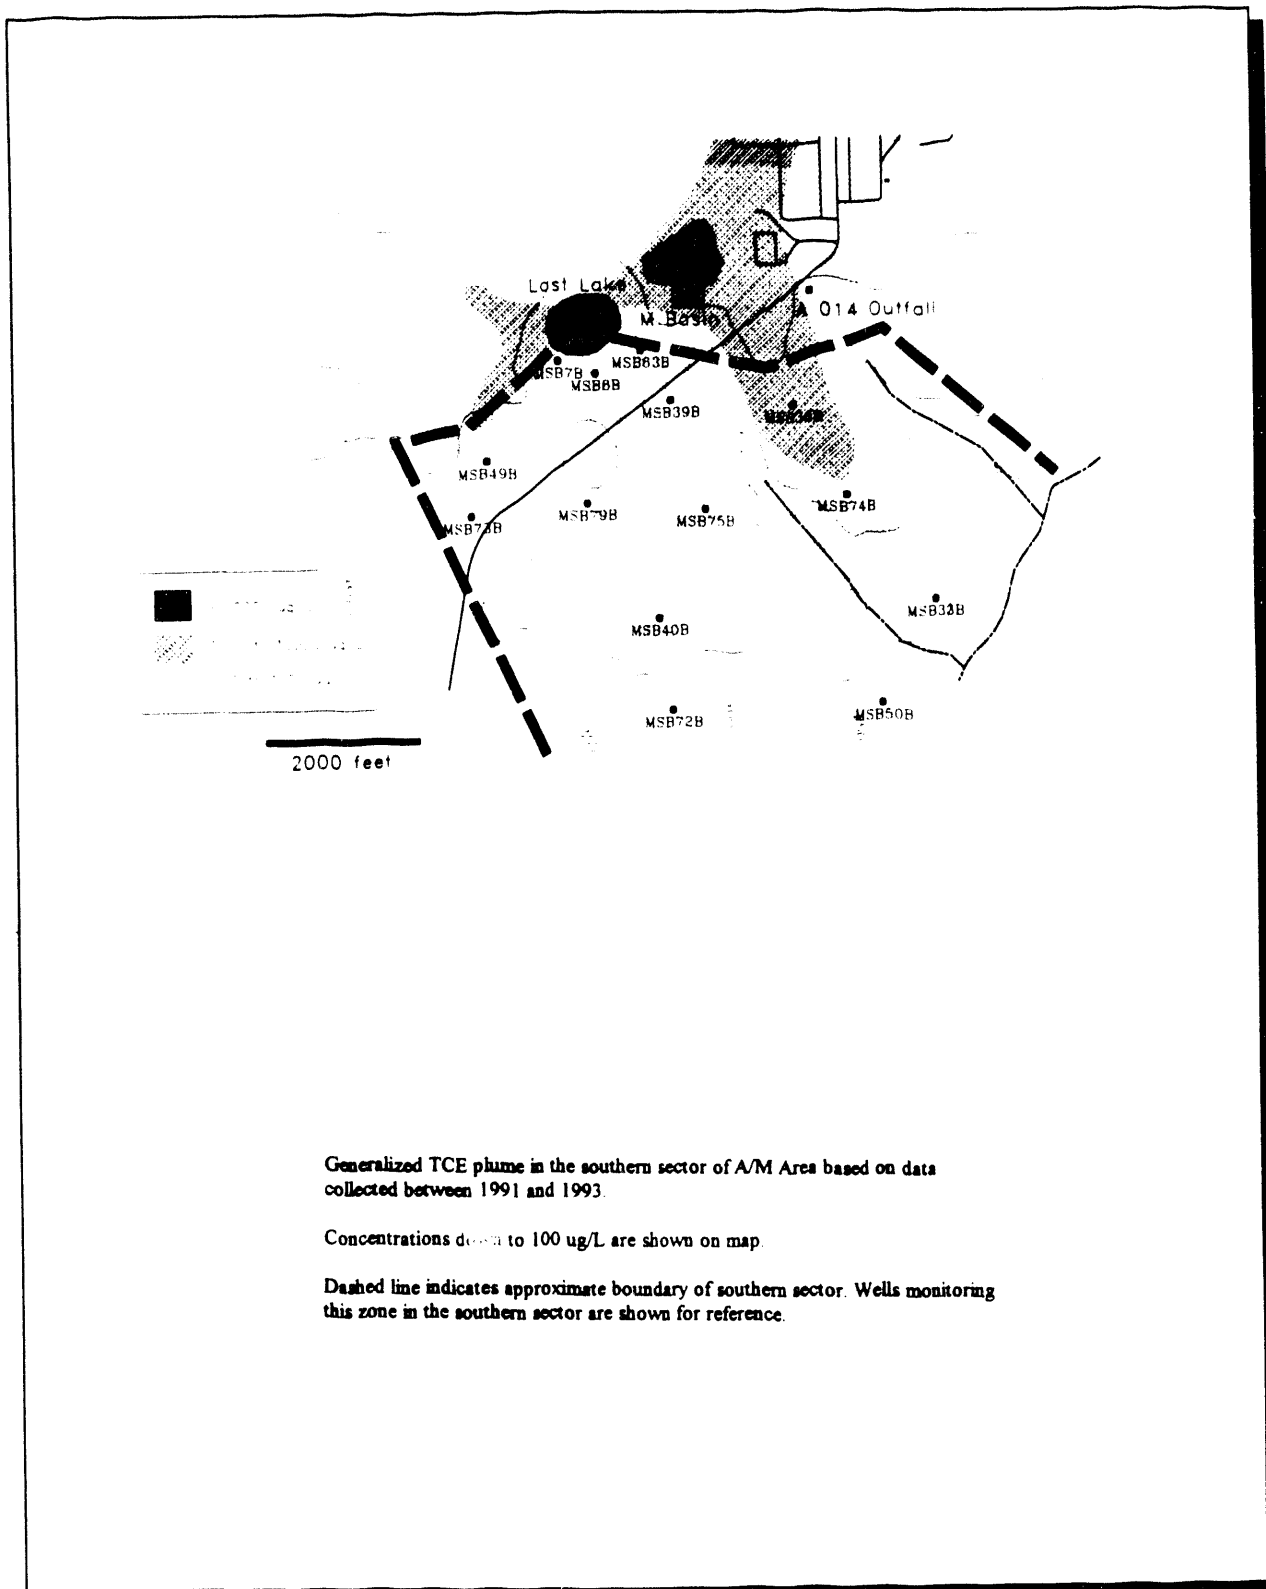 Lost Lake
M-Basin
A 014 Outfall
MSB83B
MSB7B
MSB8B
MSB39B
MSB49B
MSB74B
MSB79B
MSB75B
MSB73B
MSB40B
MSB72B
MSB50B
2000 feet
Generalized TCE plume in the southern sector of A/M Area based on data
collected between 1991 and 1993.
Concentrations to 100 ug/L are shown on map.
Dashed line indicates approximate boundary of southern sector. Wells monitoring
this zone in the southern sector are shown for reference.